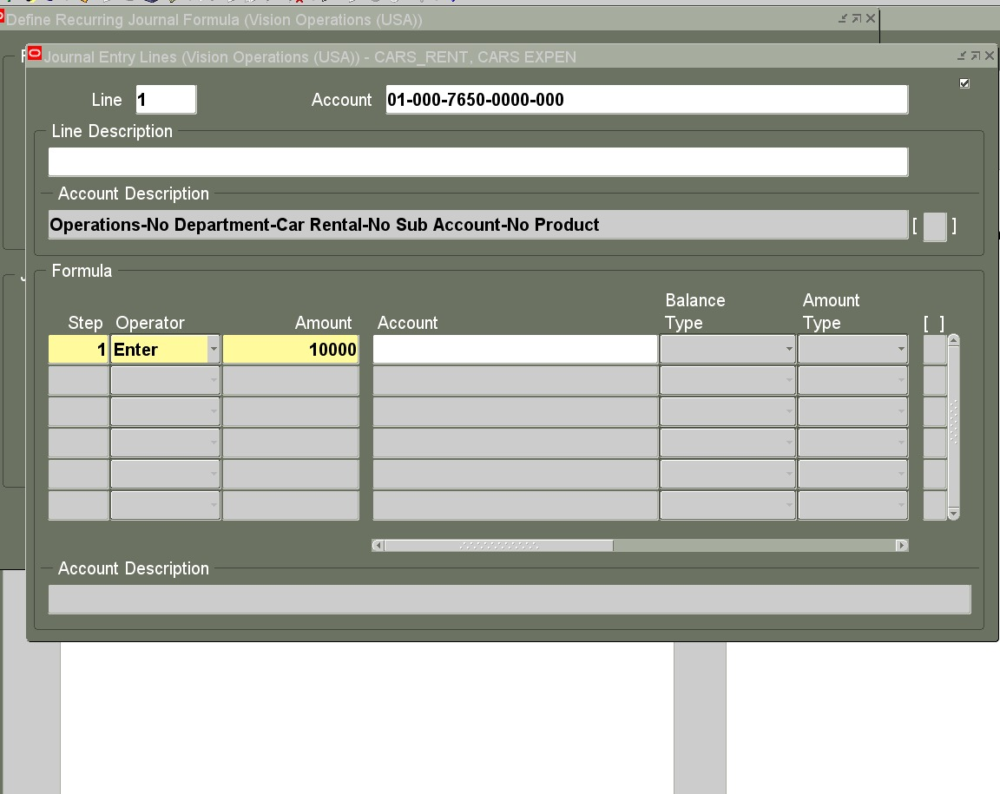 Define Recurring Journal Formula (Vision Operations (USA))
Journal Entry Lines (Vision Operations (USA)) - CARS_RENT, CARS EXPEN
Line 1 Account 01-000-7650-0000-000
Line Description
Account Description
Operations-No Department-Car Rental-No Sub Account-No Product [ ]
Formula
Balance Amount
Step Operator Amount Account Type Type [ ]
1 Enter 10000
Account Description